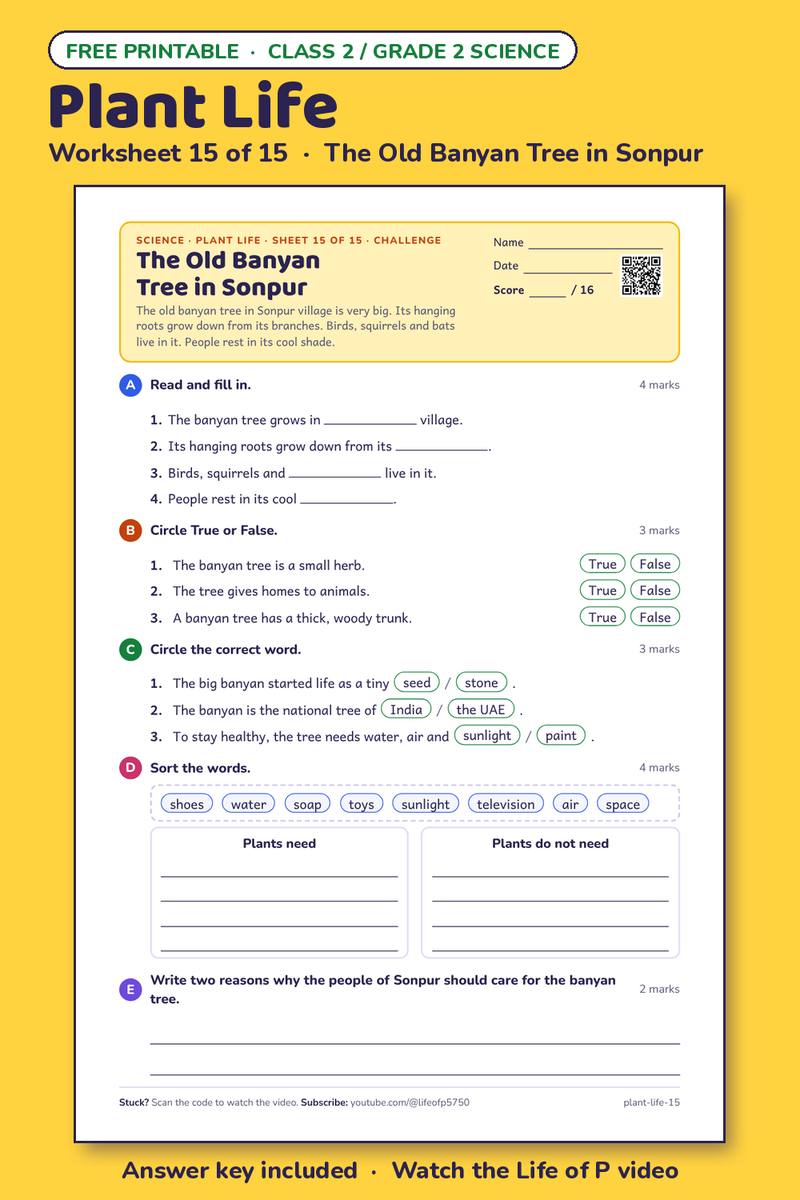 FREE PRINTABLE · CLASS 2 / GRADE 2 SCIENCE
Plant Life
Worksheet 15 of 15 · The Old Banyan Tree in Sonpur
SCIENCE · PLANT LIFE · SHEET 15 OF 15 · CHALLENGE
The Old Banyan
Tree in Sonpur
The old banyan tree in Sonpur village is very big. Its hanging
roots grow down from its branches. Birds, squirrels and bats
live in it. People rest in its cool shade.
Name ____________________
Date ____________________
Score ______ / 16
A Read and fill in. 4 marks
1. The banyan tree grows in ______________ village.
2. Its hanging roots grow down from its ______________.
3. Birds, squirrels and ______________ live in it.
4. People rest in its cool ______________.
B Circle True or False. 3 marks
1. The banyan tree is a small herb. True False
2. The tree gives homes to animals. True False
3. A banyan tree has a thick, woody trunk. True False
C Circle the correct word. 3 marks
1. The big banyan started life as a tiny seed / stone .
2. The banyan is the national tree of India / the UAE .
3. To stay healthy, the tree needs water, air and sunlight / paint .
D Sort the words. 4 marks
shoes water soap toys sunlight television air space
Plants need Plants do not need
E Write two reasons why the people of Sonpur should care for the banyan
tree. 2 marks
Stuck? Scan the code to watch the video. Subscribe: youtube.com/@lifeofp5750 plant-life-15
Answer key included · Watch the Life of P video